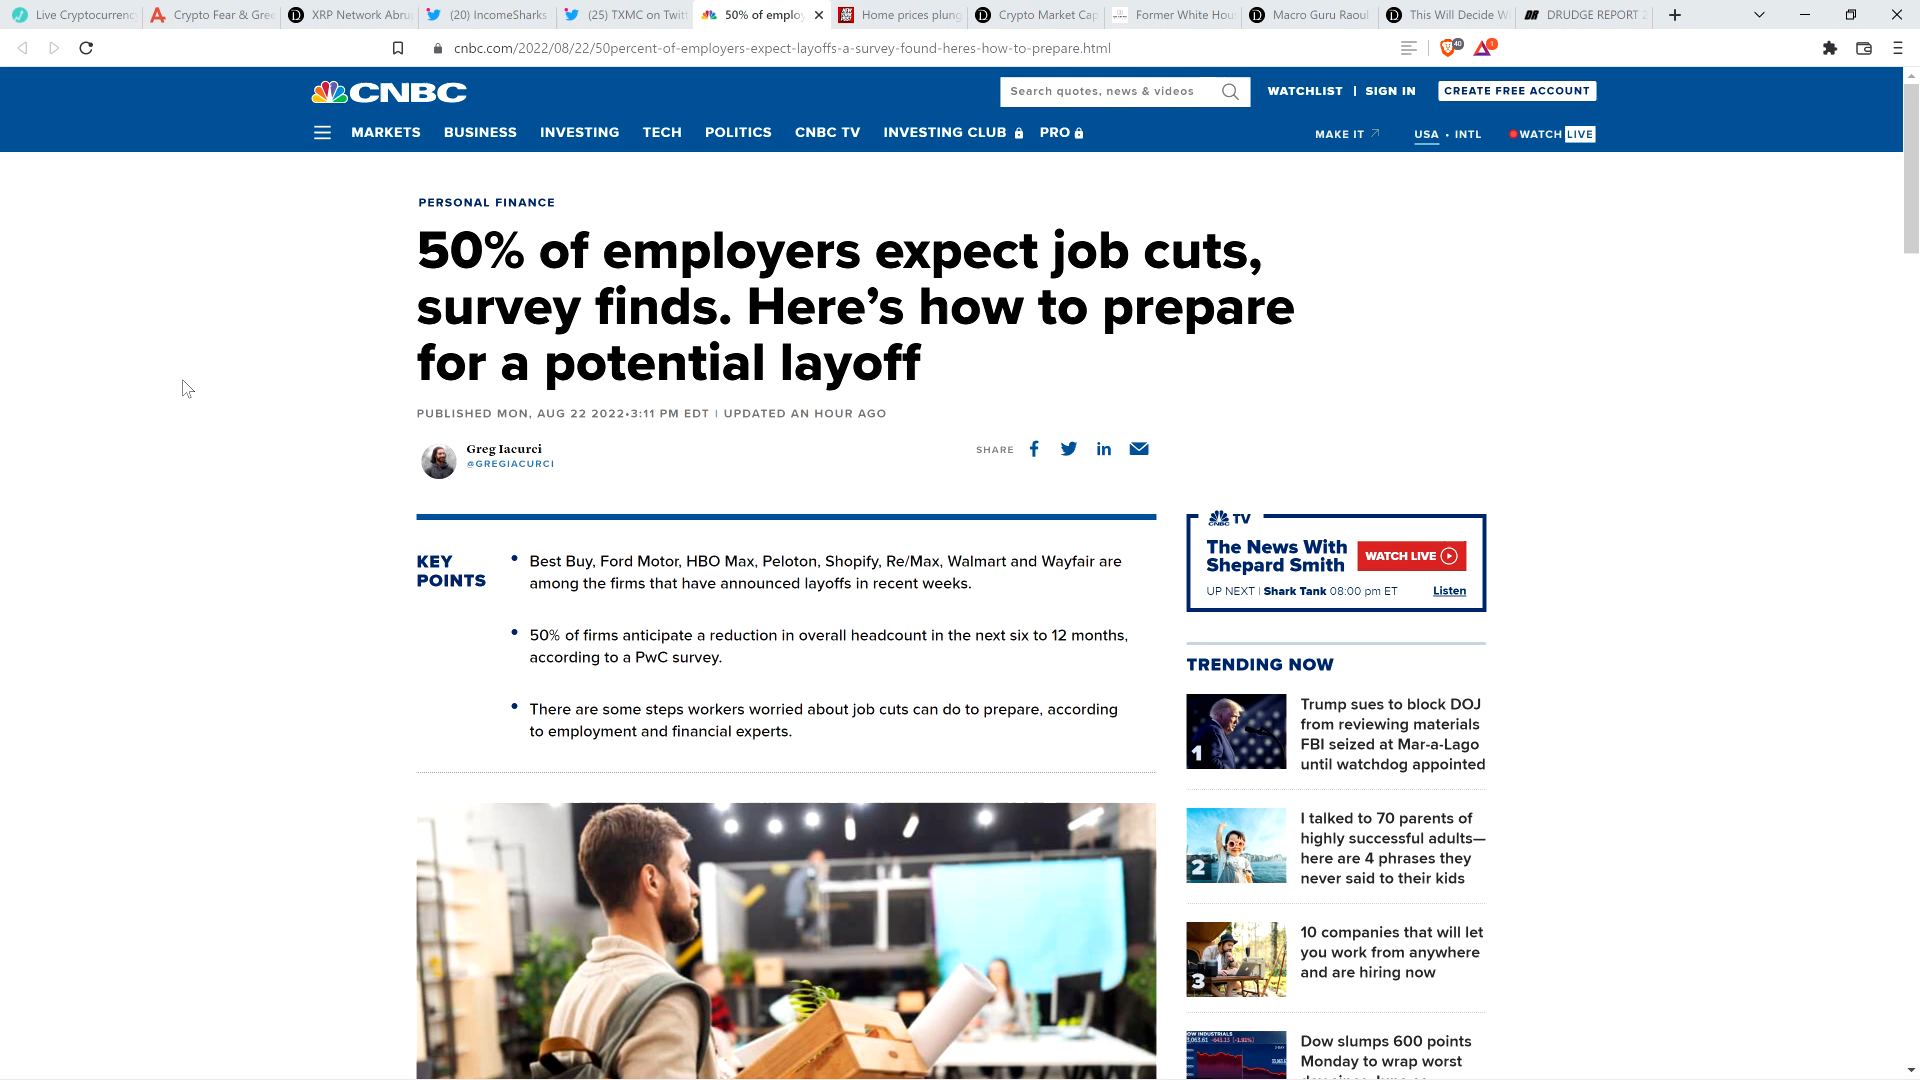 Live Cryptocurrenc
Crypto Fear & Gree
XRP Network Abru
(20) IncomeSharks
(25) TXMC on Twitt
50% of emplo
Home prices plung
Crypto Market Cap
Former White Hou
Macro Guru Raoul
This Will Decide W
DRUDGE REPORT 2
cnbc.com/2022/08/22/50percent-of-employers-expect-layoffs-a-survey-found-heres-how-to-prepare.html
40
1
CNBC
Search quotes, news & videos
WATCHLIST | SIGN IN
CREATE FREE ACCOUNT
MARKETS BUSINESS INVESTING TECH POLITICS CNBC TV INVESTING CLUB PRO
MAKE IT USA • INTL WATCH LIVE
PERSONAL FINANCE
50% of employers expect job cuts,
survey finds. Here’s how to prepare
for a potential layoff
PUBLISHED MON, AUG 22 2022•3:11 PM EDT | UPDATED AN HOUR AGO
Greg Iacurci
@GREGIACURCI
SHARE
KEY
POINTS
Best Buy, Ford Motor, HBO Max, Peloton, Shopify, Re/Max, Walmart and Wayfair are
among the firms that have announced layoffs in recent weeks.
50% of firms anticipate a reduction in overall headcount in the next six to 12 months,
according to a PwC survey.
There are some steps workers worried about job cuts can do to prepare, according
to employment and financial experts.
CNBC TV
The News With
Shepard Smith
WATCH LIVE
UP NEXT | Shark Tank 08:00 pm ET
Listen
TRENDING NOW
1
Trump sues to block DOJ
from reviewing materials
FBI seized at Mar-a-Lago
until watchdog appointed
2
I talked to 70 parents of
highly successful adults—
here are 4 phrases they
never said to their kids
3
10 companies that will let
you work from anywhere
and are hiring now
Dow slumps 600 points
Monday to wrap worst